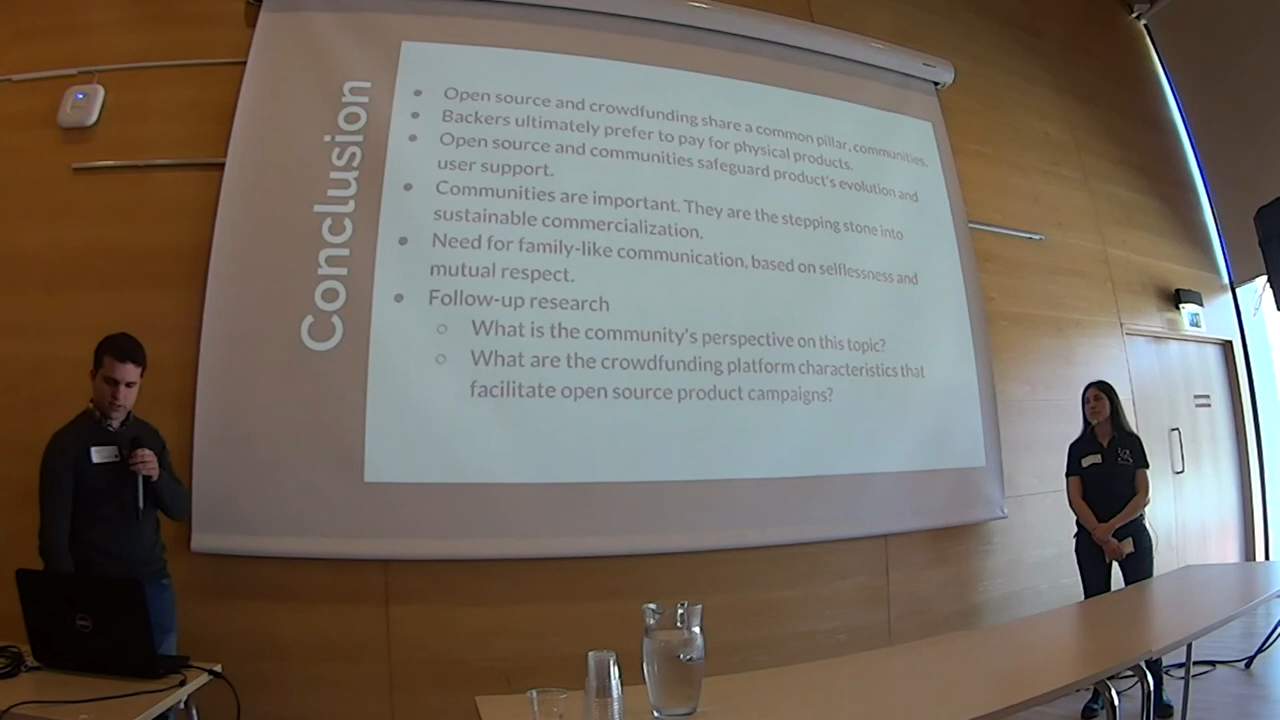 Conclusion
Open source and crowdfunding share a common pillar, communities.
Backers ultimately prefer to pay for physical products.
Open source and communities safeguard product's evolution and
user support.
Communities are important. They are the stepping stone into
sustainable commercialization.
Need for family-like communication, based on selflessness and
mutual respect.
Follow-up research
What is the community's perspective on this topic?
What are the crowdfunding platform characteristics that
facilitate open source product campaigns?
DELL